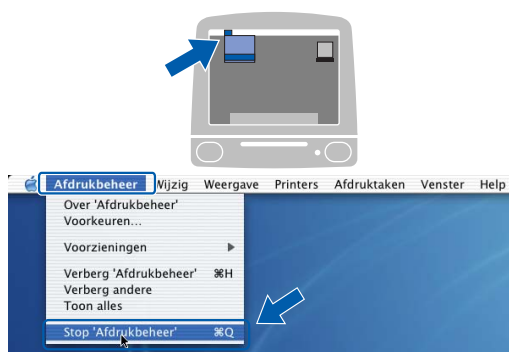 Afdrukbeheer Wijzig Weergave Printers Afdruktaken Venster Help
Over 'Afdrukbeheer'
Voorkeuren...
Voorzieningen
Verberg 'Afdrukbeheer' ⌘H
Verberg andere
Toon alles
Stop 'Afdrukbeheer' ⌘Q